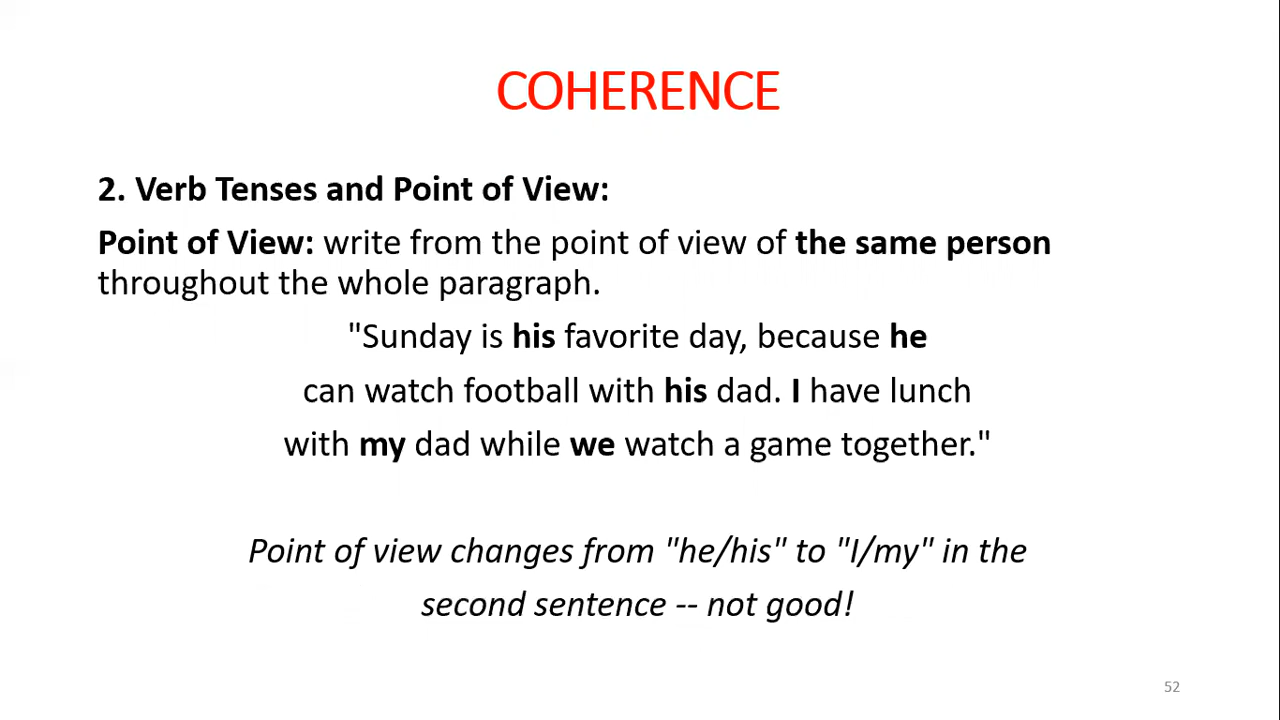 COHERENCE
2. Verb Tenses and Point of View:
Point of View: write from the point of view of the same person
throughout the whole paragraph.
"Sunday is his favorite day, because he
can watch football with his dad. I have lunch
with my dad while we watch a game together."
Point of view changes from "he/his" to "I/my" in the
second sentence -- not good!
52